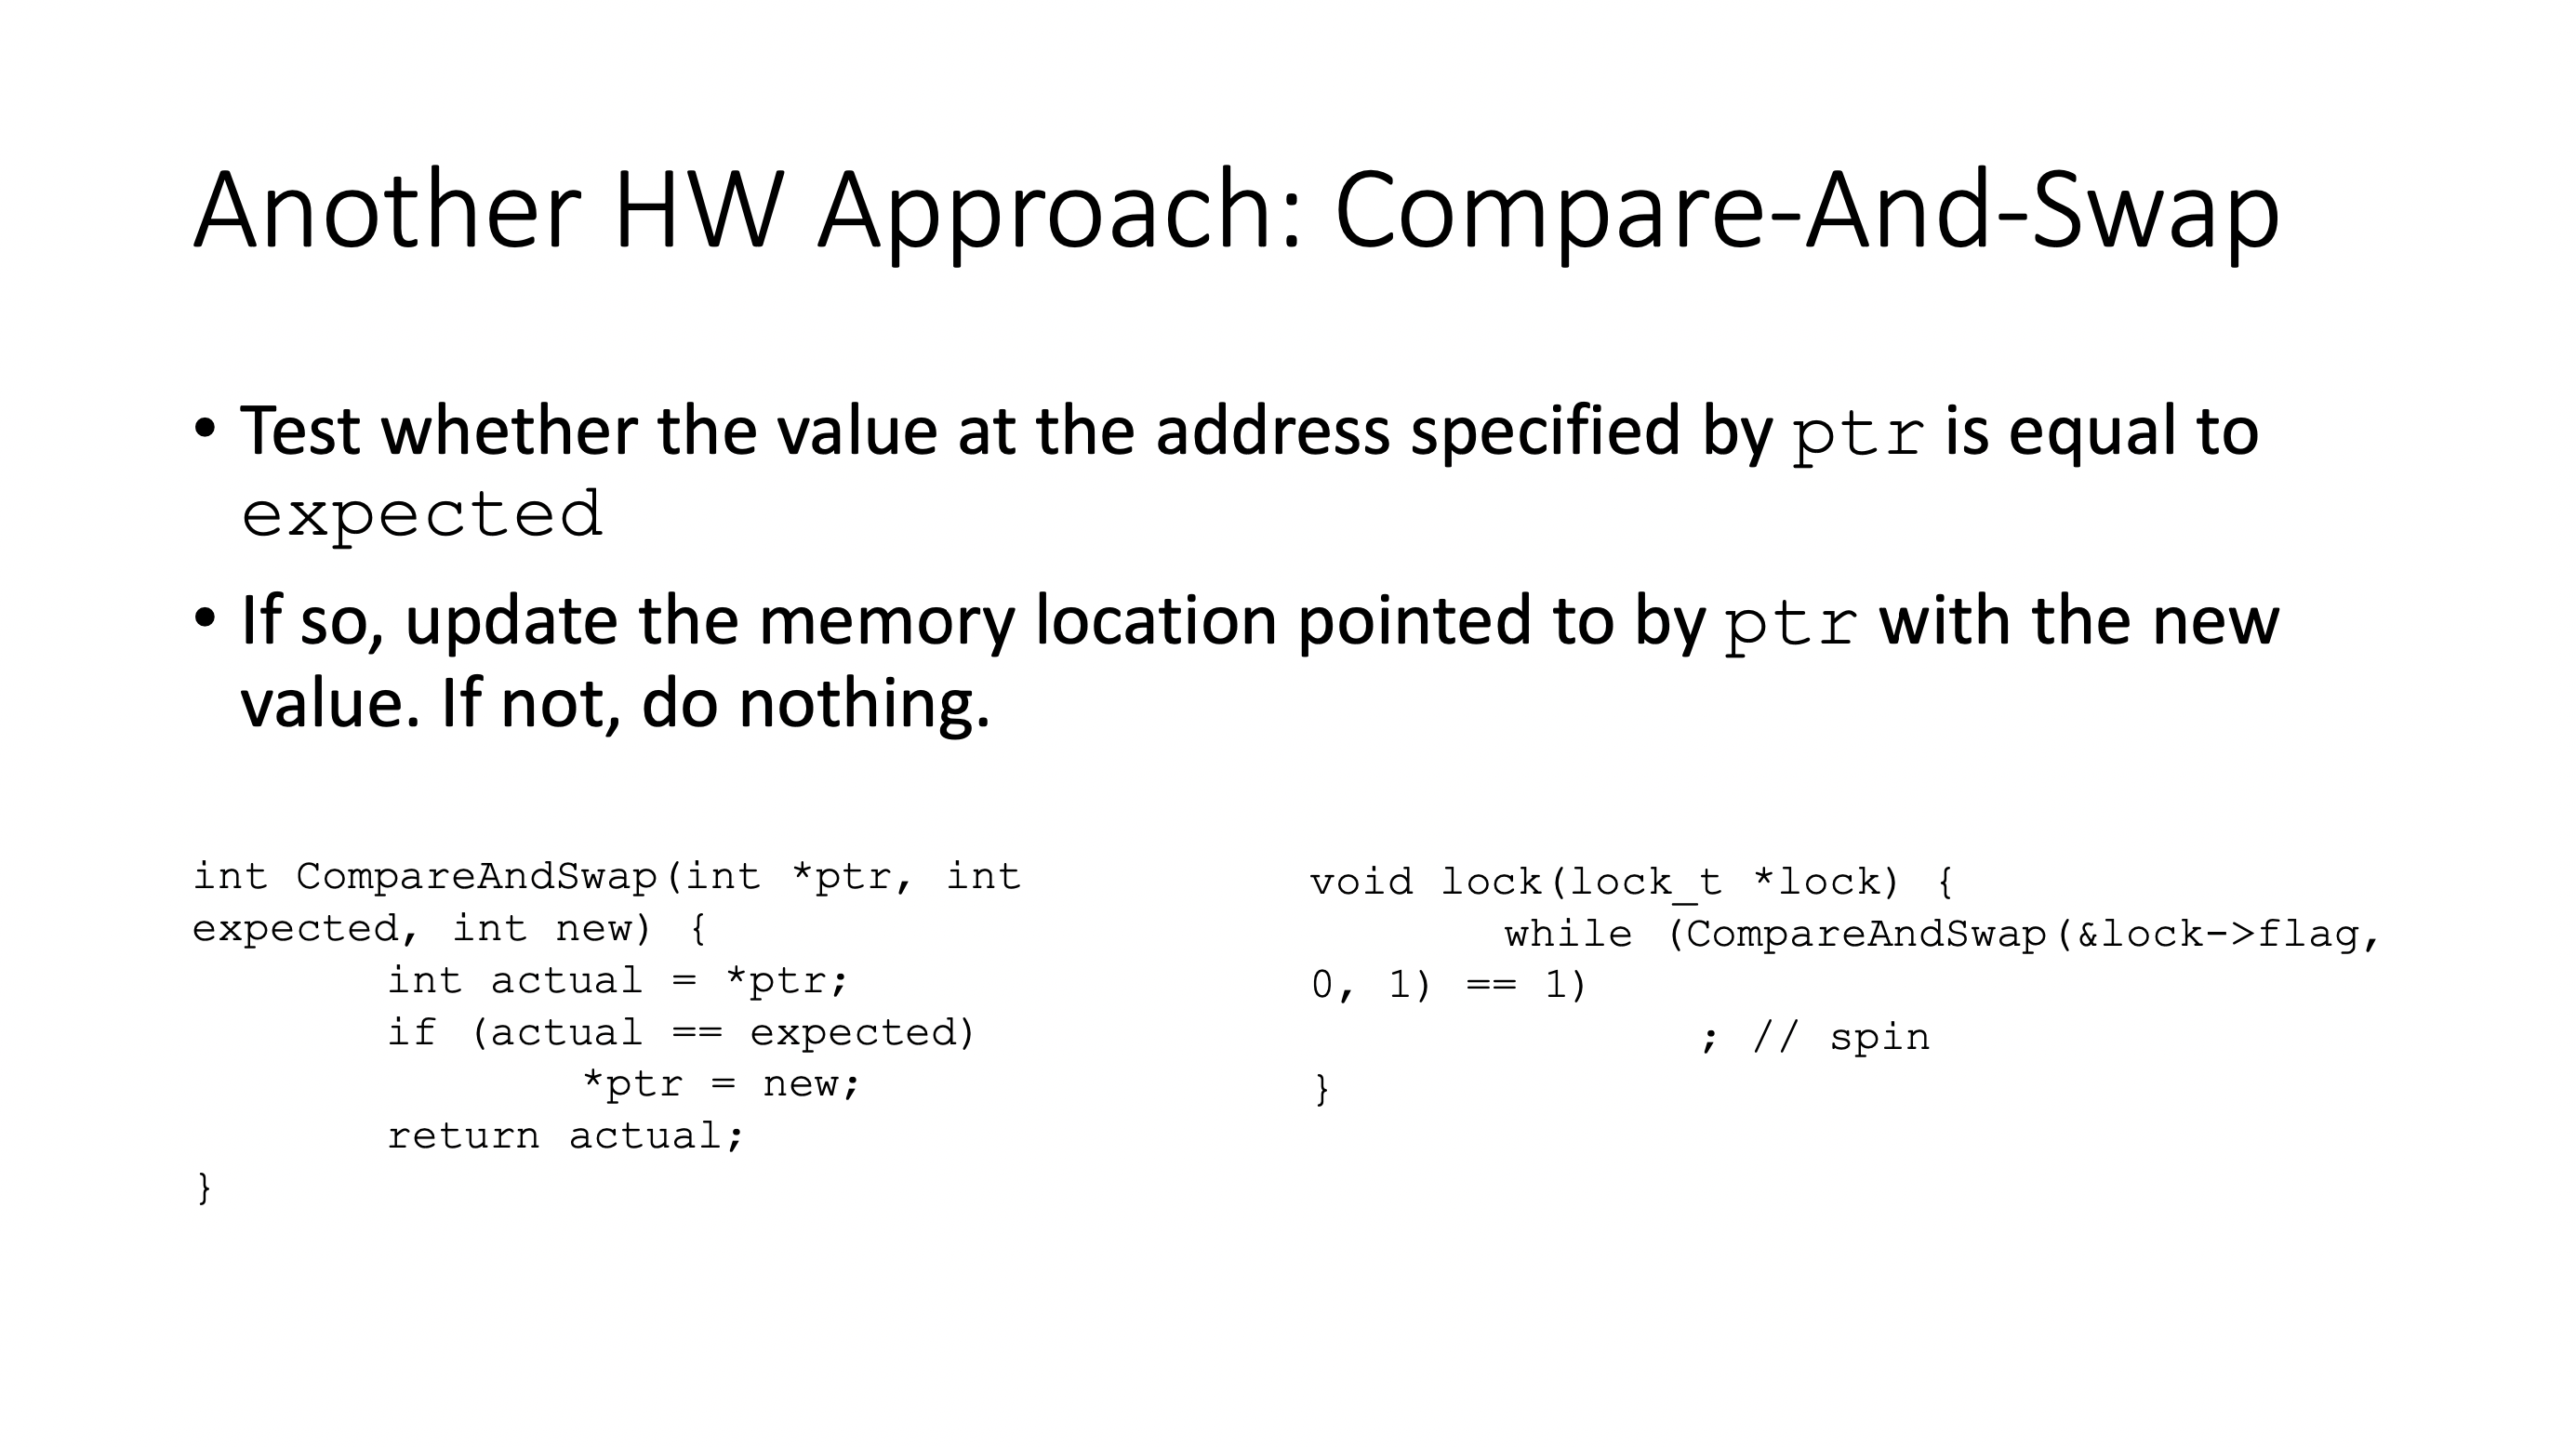 Another HW Approach: Compare-And-Swap
• Test whether the value at the address specified by ptr is equal to
expected
• If so, update the memory location pointed to by ptr with the new
value. If not, do nothing.
int CompareAndSwap(int *ptr, int
expected, int new) {
int actual = *ptr;
if (actual == expected)
*ptr = new;
return actual;
}
void lock(lock_t *lock) {
while (CompareAndSwap(&lock->flag,
0, 1) == 1)
; // spin
}